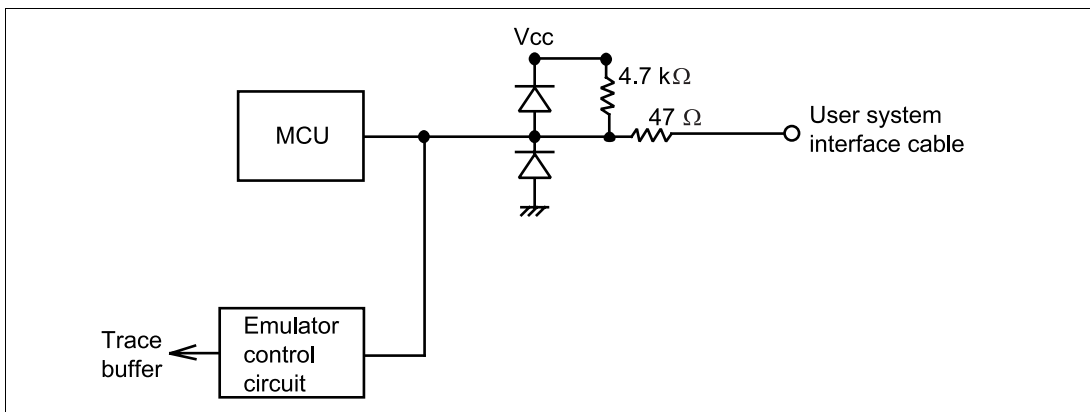 Vcc
4.7 kΩ
47 Ω
MCU
User system
interface cable
Trace
buffer
Emulator
control
circuit